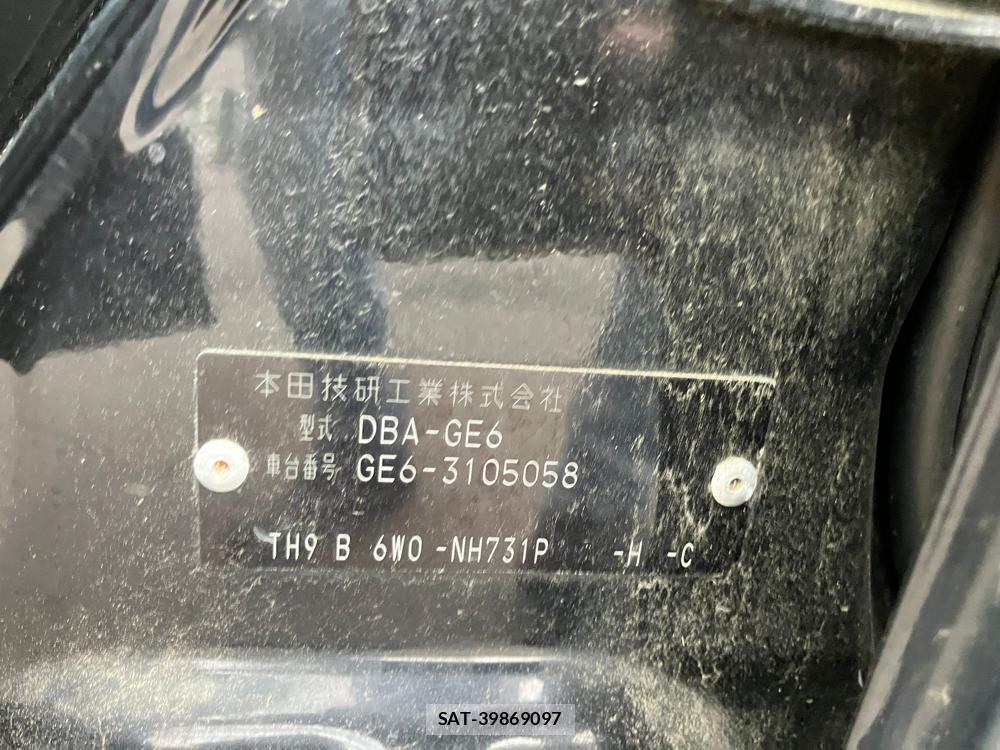 本田技研工業株式会社
型式 DBA-GE6
車台番号 GE6-3105058
TH9 B 6W0 -NH731P -H -C
SAT-39869097